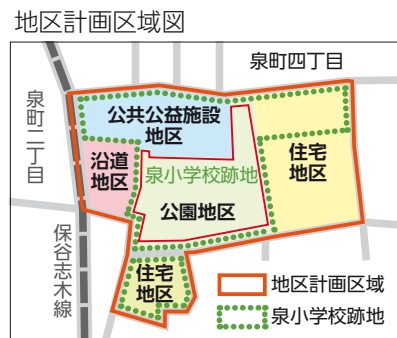 地区計画区域図
泉町四丁目
泉町二丁目
公共公益施設
地区
沿道
地区
住宅
地区
泉小学校跡地
公園地区
保谷志木線
住宅
地区
地区計画区域
泉小学校跡地